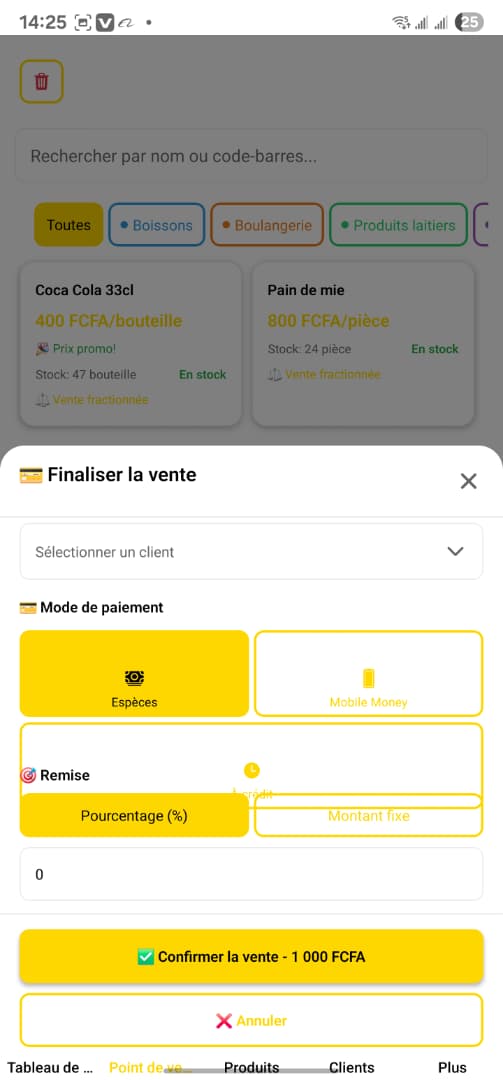 14:25
25
Rechercher par nom ou code-barres...
Toutes
Boissons
Boulangerie
Produits laitiers
Coca Cola 33cl
400 FCFA/bouteille
Prix promo!
Stock: 47 bouteille
En stock
Vente fractionnée
Pain de mie
800 FCFA/pièce
Stock: 24 pièce
En stock
Vente fractionnée
Finaliser la vente
Sélectionner un client
Mode de paiement
Espèces
Mobile Money
À crédit
Remise
Pourcentage (%)
Montant fixe
0
Confirmer la vente - 1 000 FCFA
Annuler
Tableau de ...
Point de ve...
Produits
Clients
Plus